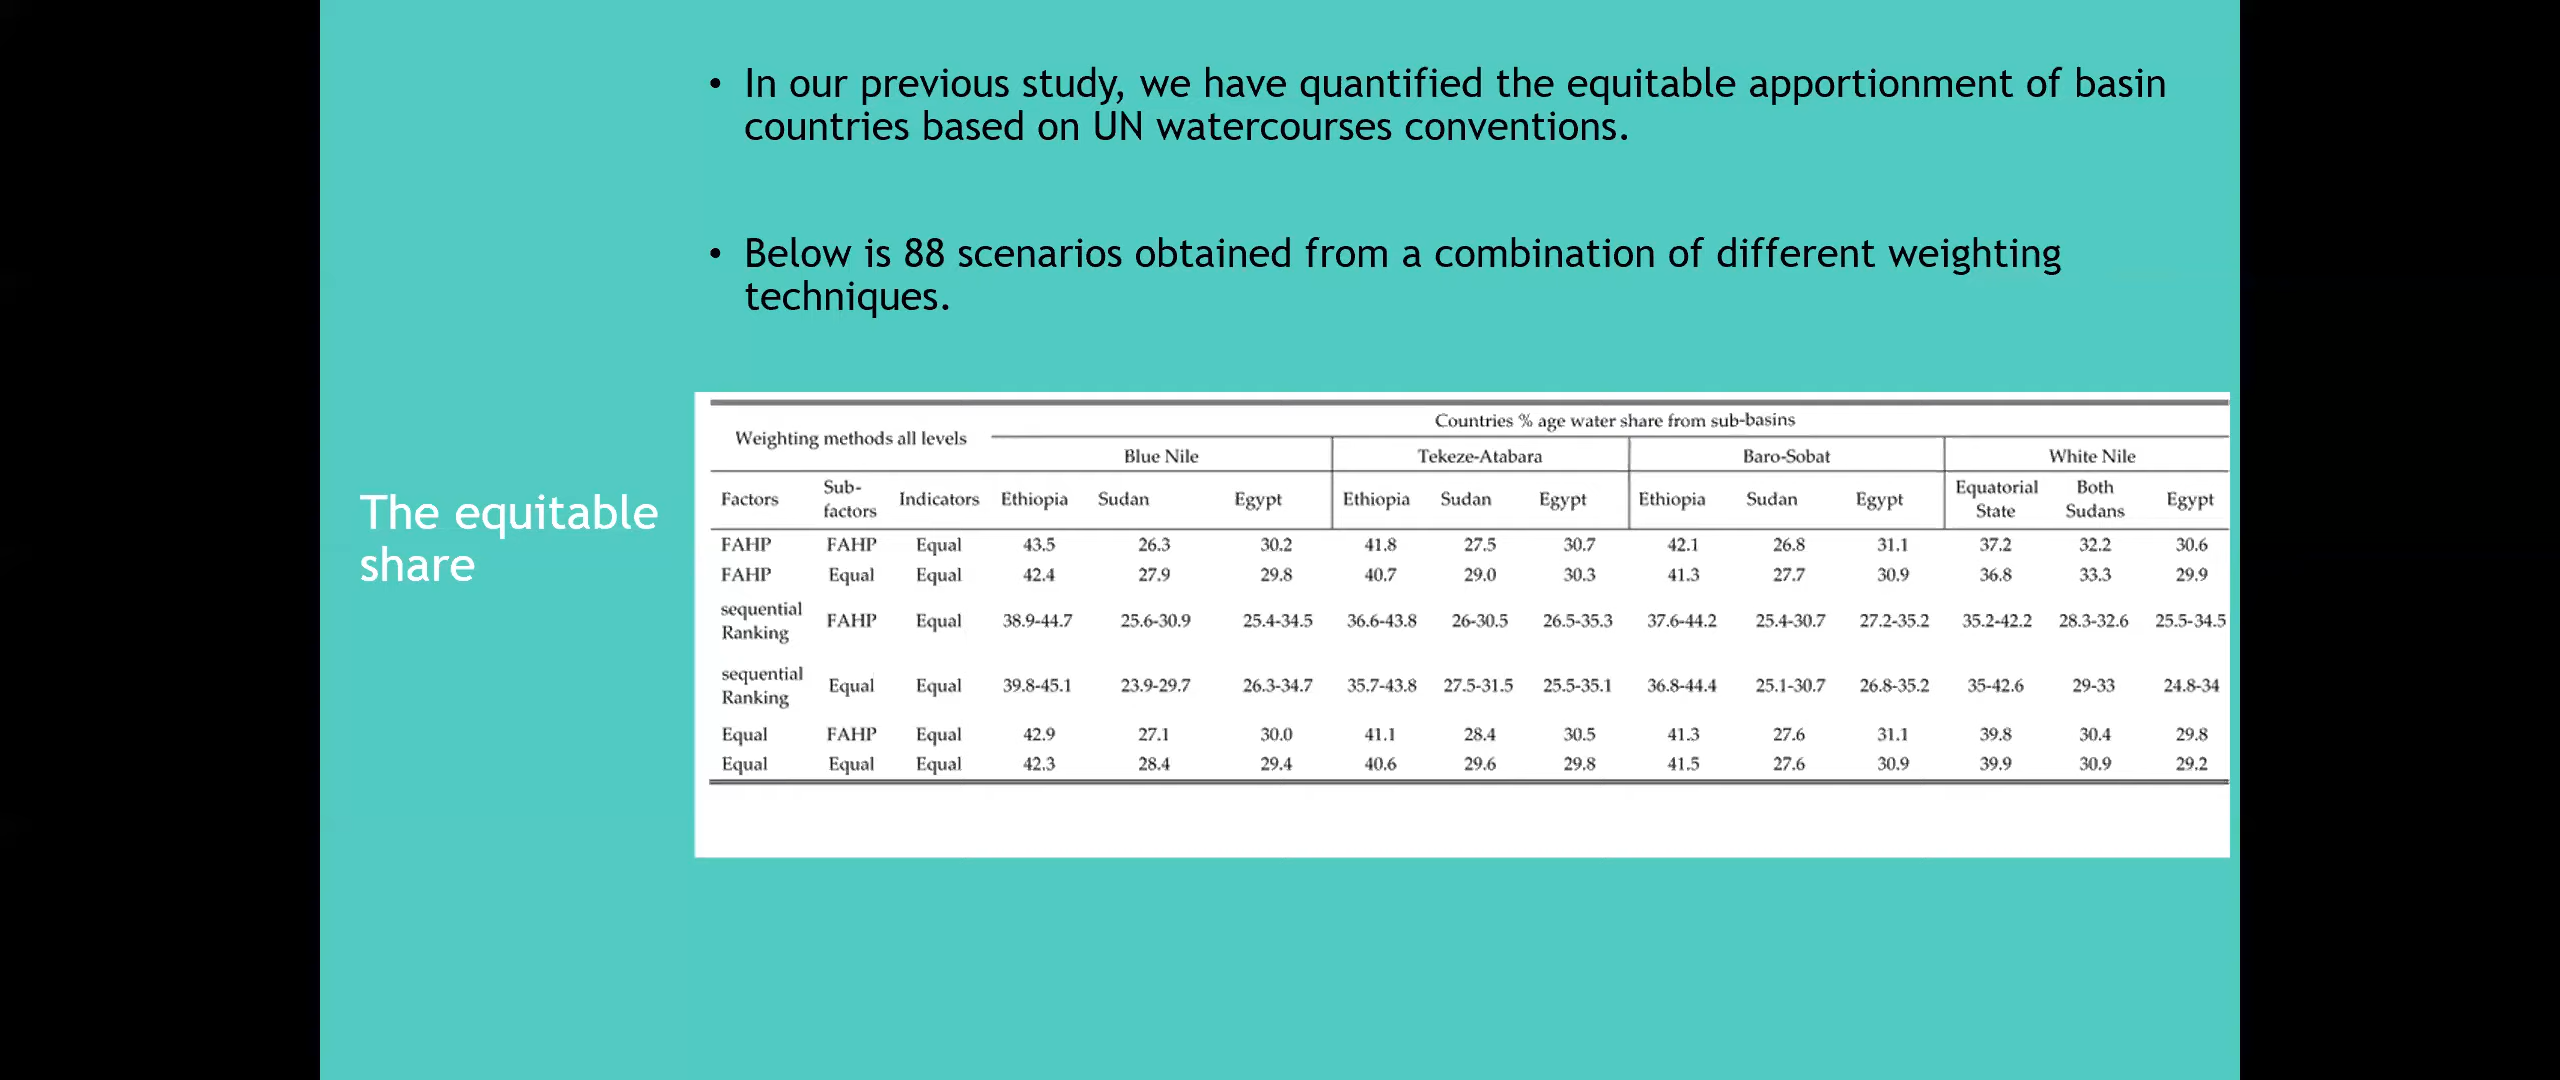 • In our previous study, we have quantified the equitable apportionment of basin
countries based on UN watercourses conventions.
• Below is 88 scenarios obtained from a combination of different weighting
techniques.
The equitable
share
Weighting methods all levels Countries % age water share from sub-basins
Blue Nile Tekeze-Atabara Baro-Sobat White Nile
Factors Sub-factors Indicators Ethiopia Sudan Egypt Ethiopia Sudan Egypt Ethiopia Sudan Egypt Equatorial State Both Sudans Egypt
FAHP FAHP Equal 43.5 26.3 30.2 41.8 27.5 30.7 42.1 26.8 31.1 37.2 32.2 30.6
FAHP Equal Equal 42.4 27.9 29.8 40.7 29.0 30.3 41.3 27.7 30.9 36.8 33.3 29.9
sequential Ranking FAHP Equal 38.9-44.7 25.6-30.9 25.4-34.5 36.6-43.8 26-30.5 26.5-35.3 37.6-44.2 25.4-30.7 27.2-35.2 35.2-42.2 28.3-32.6 25.5-34.5
sequential Ranking Equal Equal 39.8-45.1 23.9-29.7 26.3-34.7 35.7-43.8 27.5-31.5 25.5-35.1 36.8-44.4 25.1-30.7 26.8-35.2 35-42.6 29-33 24.8-34
Equal FAHP Equal 42.9 27.1 30.0 41.1 28.4 30.5 41.3 27.6 31.1 39.8 30.4 29.8
Equal Equal Equal 42.3 28.4 29.4 40.6 29.6 29.8 41.5 27.6 30.9 39.9 30.9 29.2